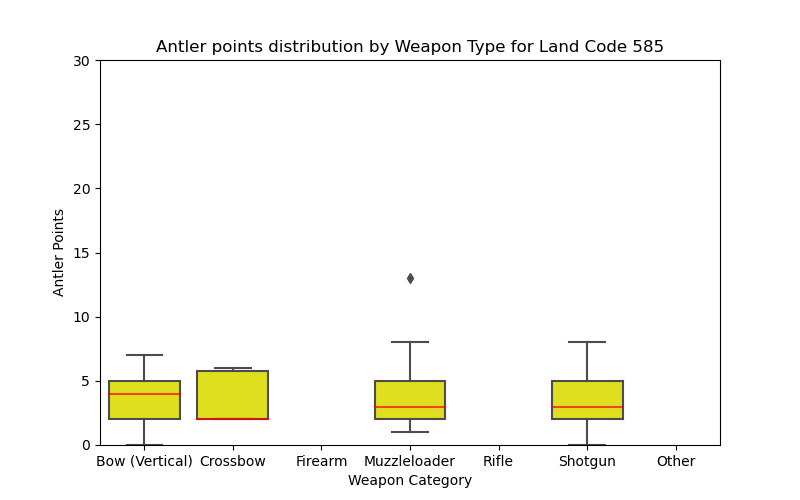 Antler points distribution by Weapon Type for Land Code 585
30
25
20
15
10
5
0
Antler Points
Bow (Vertical) Crossbow Firearm Muzzleloader Rifle Shotgun Other
Weapon Category